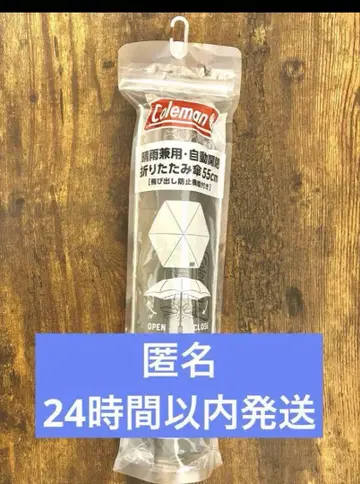 Coleman
晴雨兼用・自動開閉
折りたたみ傘55cm
[飛び出し防止機能付き]
OPEN CLOSE
匿名
24時間以内発送